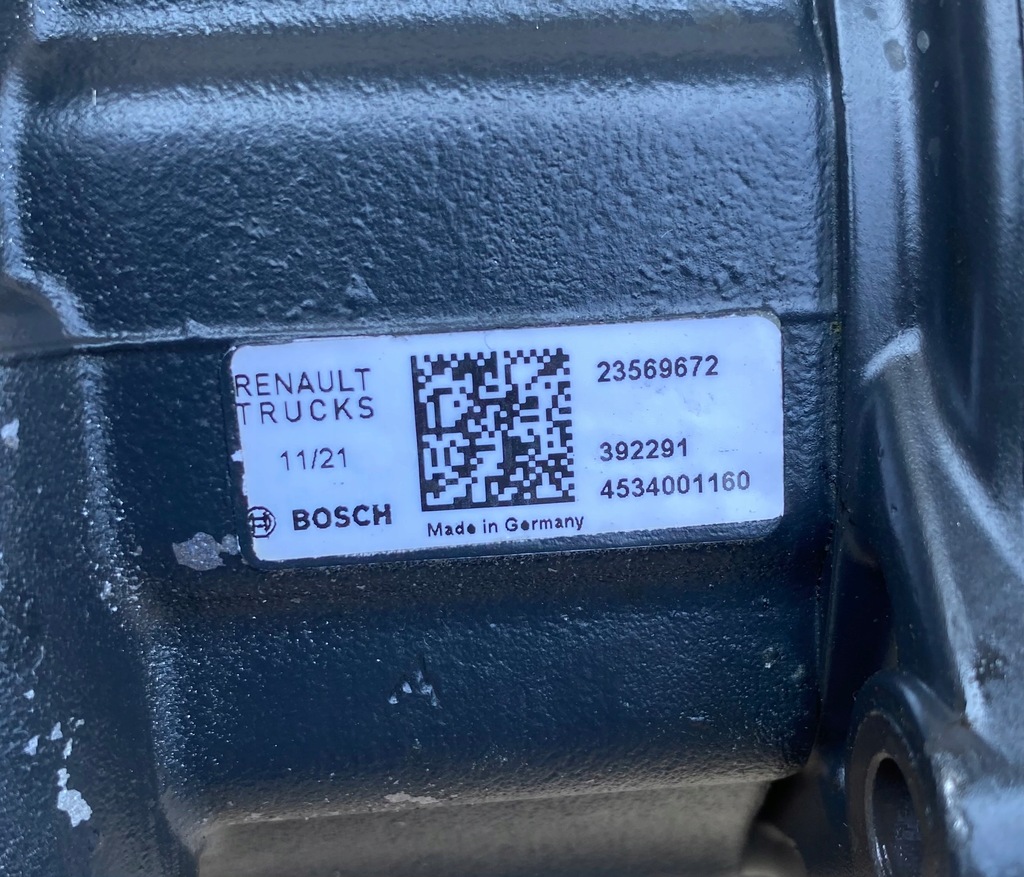 RENAULT
TRUCKS
11/21
BOSCH
Made in Germany
23569672
392291
4534001160